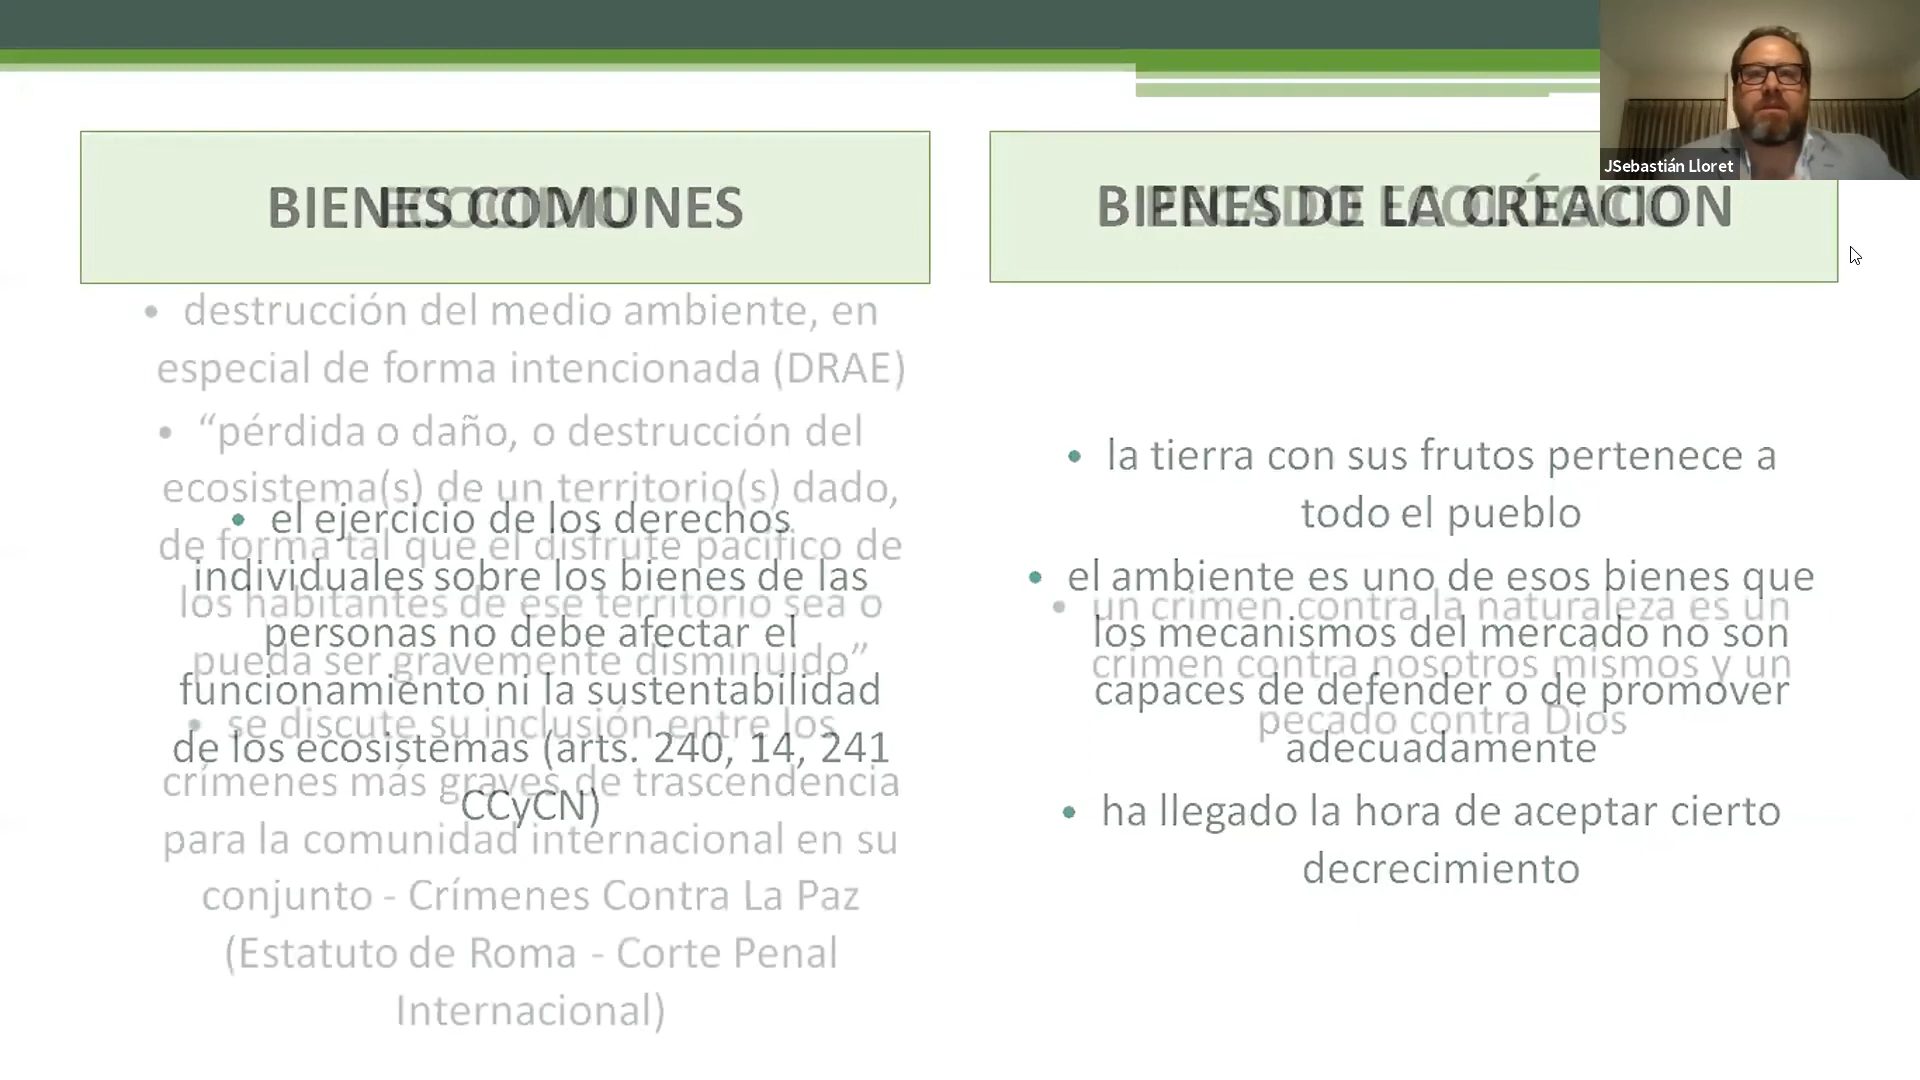 JSebastián Lloret
BIENES COMUNES
ECOCIDIO
destrucción del medio ambiente, en
especial de forma intencionada (DRAE)
“pérdida o daño, o destrucción del
ecosistema(s) de un territorio(s) dado,
de forma tal que el disfrute pacífico de
los habitantes de ese territorio sea o
pueda ser gravemente disminuido”
se discute su inclusión entre los
crímenes más graves de trascendencia
para la comunidad internacional en su
conjunto - Crímenes Contra La Paz
(Estatuto de Roma - Corte Penal
Internacional)
el ejercicio de los derechos
individuales sobre los bienes de las
personas no debe afectar el
funcionamiento ni la sustentabilidad
de los ecosistemas (arts. 240, 14, 241
CCyCN)
BIENES DE LA CREACION
PECADO ECOLÓGICO
la tierra con sus frutos pertenece a
todo el pueblo
el ambiente es uno de esos bienes que
los mecanismos del mercado no son
capaces de defender o de promover
adecuadamente
ha llegado la hora de aceptar cierto
decrecimiento
un crimen contra la naturaleza es un
crimen contra nosotros mismos y un
pecado contra Dios